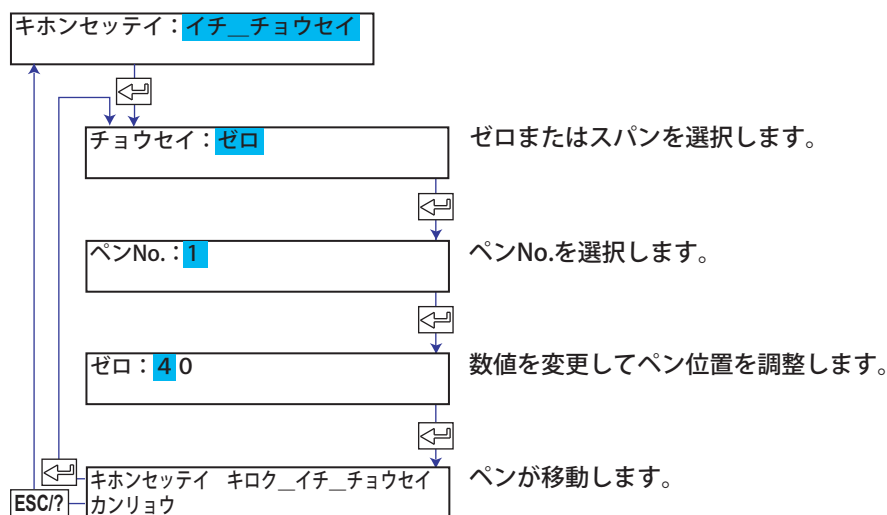 キホンセッテイ：イチ＿チョウセイ
チョウセイ：ゼロ
ゼロまたはスパンを選択します。
ペンNo.：1
ペンNo.を選択します。
ゼロ：40
数値を変更してペン位置を調整します。
キホンセッテイ　キロク＿イチ＿チョウセイ
カンリョウ
ペンが移動します。
ESC/?